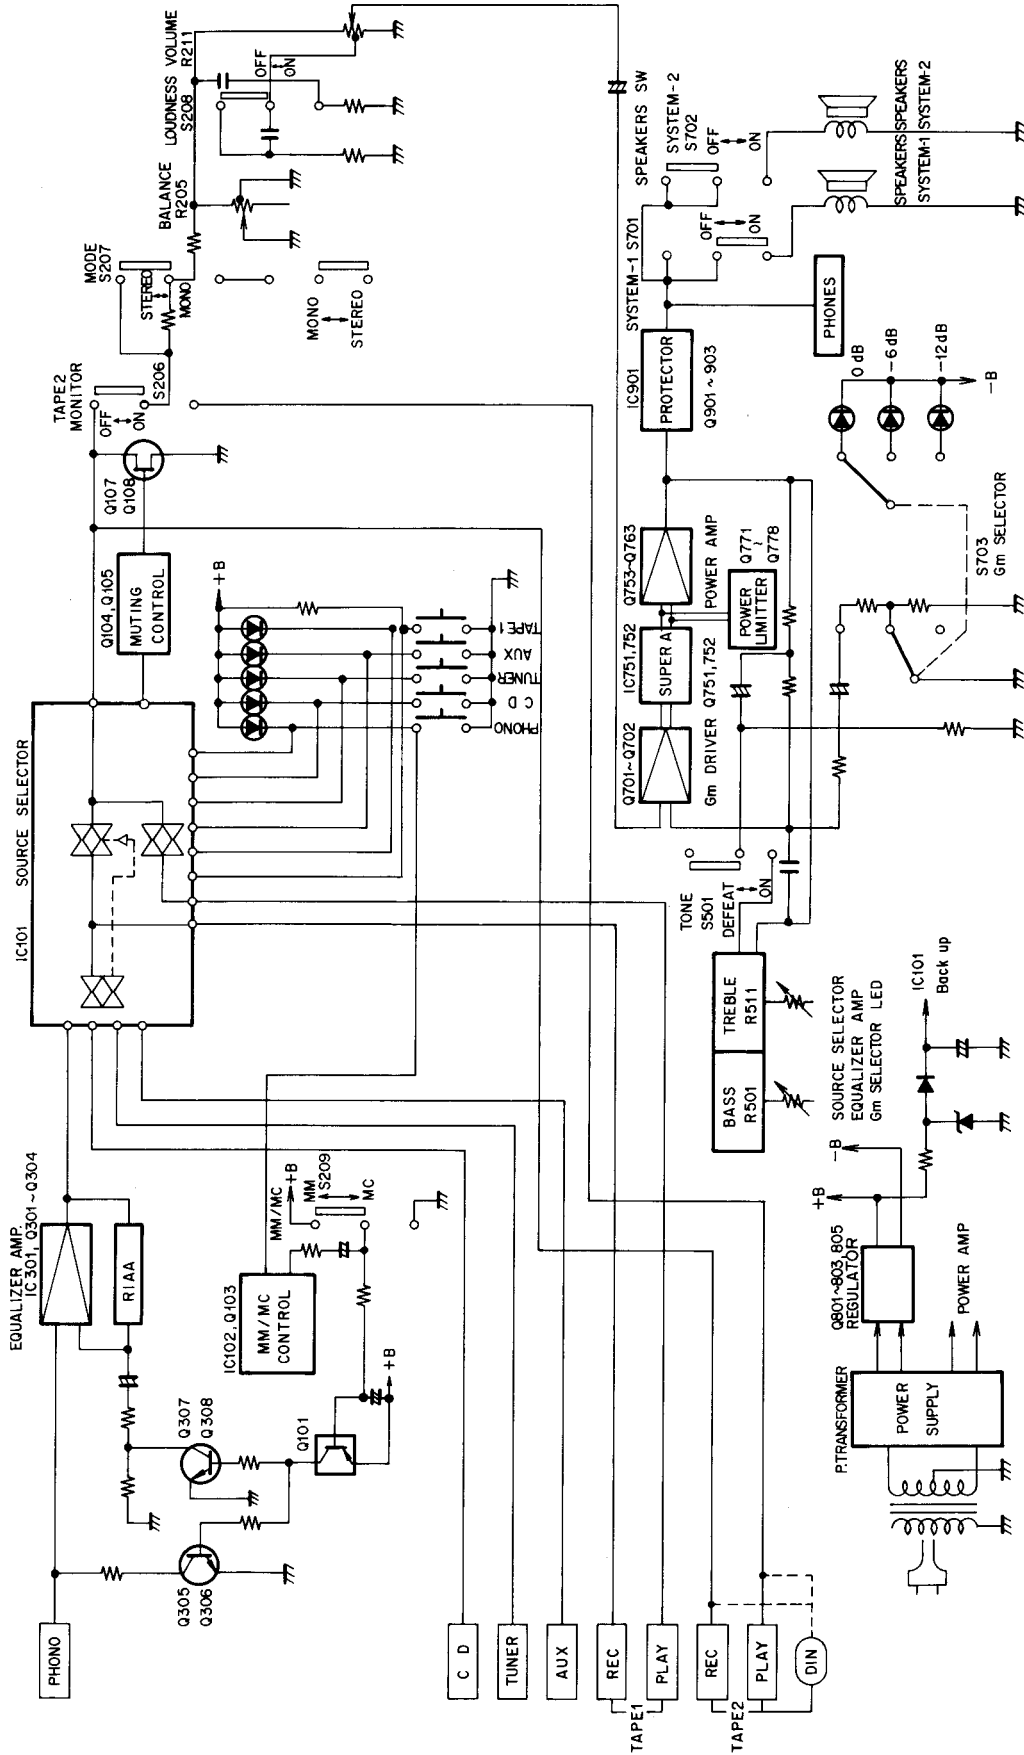 EQUALIZER AMP.
IC301, Q301~Q304
PHONO
RIAA
Q305
Q306
Q307
Q308
Q101
+B
IC102, Q103
MM/MC
CONTROL
MM/MC
+B
MM
S209
MC
IC101 SOURCE SELECTOR
Q104, Q105
MUTING
CONTROL
Q107
Q108
+B
PHONO
C D
TUNER
AUX
TAPE1
TAPE2
MONITOR
OFF
ON
S206
MODE
S207
STEREO
MONO
MONO
STEREO
BALANCE
R205
LOUDNESS
S208
VOLUME
R211
OFF
ON
C D
TUNER
AUX
TAPE1
REC
PLAY
TAPE2
REC
PLAY
DIN
TONE
S501
DEFEAT
ON
BASS
R501
TREBLE
R511
Q701~Q702
Gm DRIVER
IC751,752
SUPER A
Q751,752
Q753~Q763
POWER AMP
POWER
LIMITER
Q771
~
Q778
IC901
PROTECTOR
Q901 ~ 903
PHONES
SPEAKERS SW
SYSTEM-1 S701
OFF
ON
SYSTEM-2
S702
OFF
ON
SPEAKERS
SYSTEM-1
SPEAKERS
SYSTEM-2
S703
Gm SELECTOR
0 dB
-6 dB
-12dB
-B
P.TRANSFORMER
POWER
SUPPLY
Q801~803, 805
REGULATOR
POWER AMP
+B
-B
SOURCE SELECTOR
EQUALIZER AMP
Gm SELECTOR LED
IC101
Back up